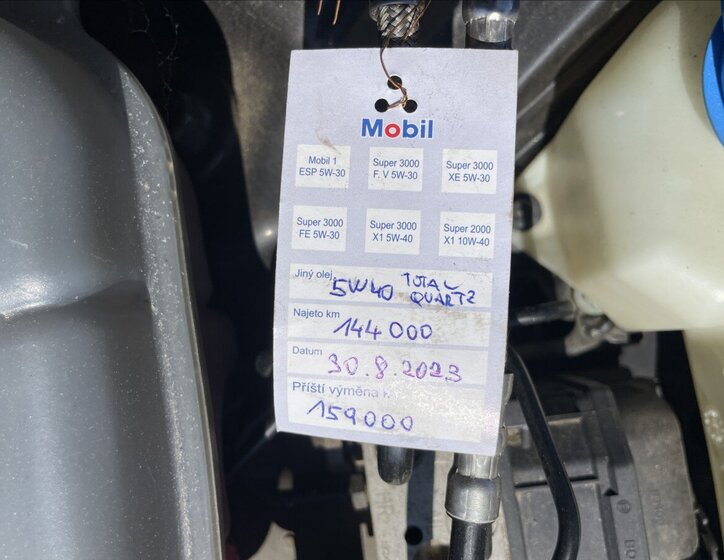 Mobil
Mobil 1
ESP 5W-30
Super 3000
F. V 5W-30
Super 3000
XE 5W-30
Super 3000
FE 5W-30
Super 3000
X1 5W-40
Super 2000
X1 10W-40
Jiný olej 5W40 TOTAL
QUARTZ
Najeto km
144 000
Datum
30.8.2023
Příští výměna
159000